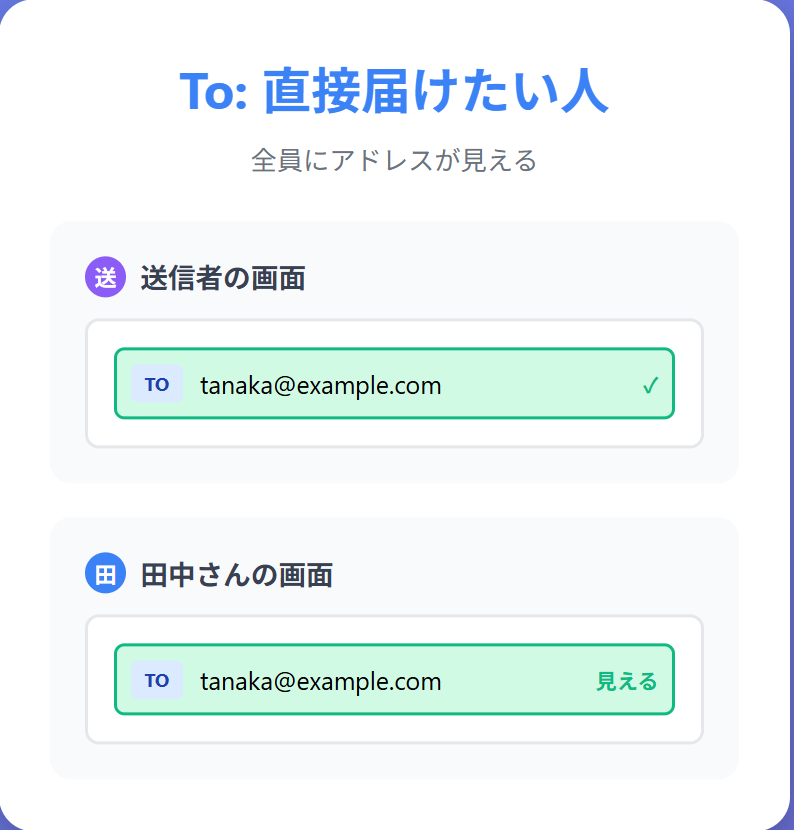 To: 直接届けたい人
全員にアドレスが見える
送 送信者の画面
TO tanaka@example.com ✓
田 田中さんの画面
TO tanaka@example.com 見える